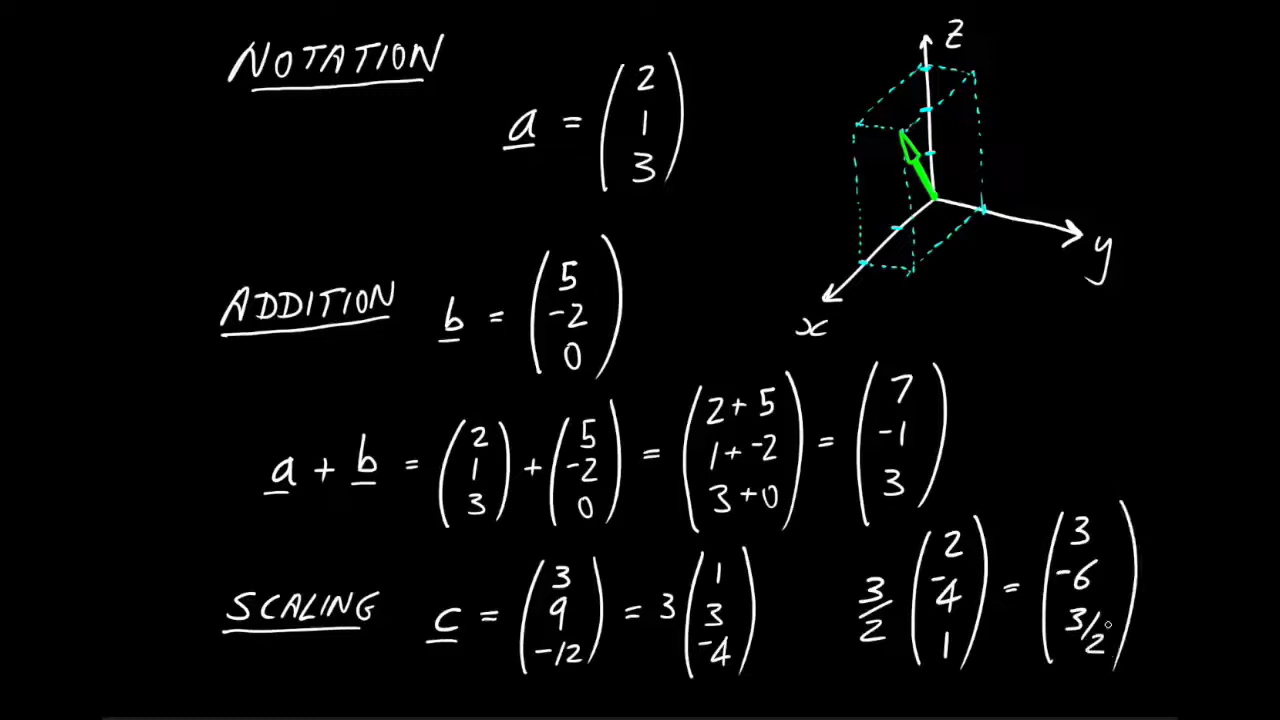 NOTATION
a = (2 1 3)
z
y
x
ADDITION b = (5 -2 0)
a + b = (2 1 3) + (5 -2 0) = (2+5 1+-2 3+0) = (7 -1 3)
SCALING c = (3 9 -12) = 3 (1 3 -4)
3/2 (2 -4 1) = (3 -6 3/2)